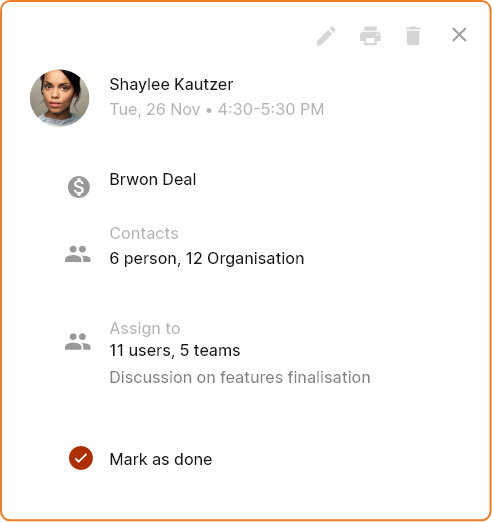 Shaylee Kautzer
Tue, 26 Nov • 4:30-5:30 PM
Brwon Deal
Contacts
6 person, 12 Organisation
Assign to
11 users, 5 teams
Discussion on features finalisation
Mark as done